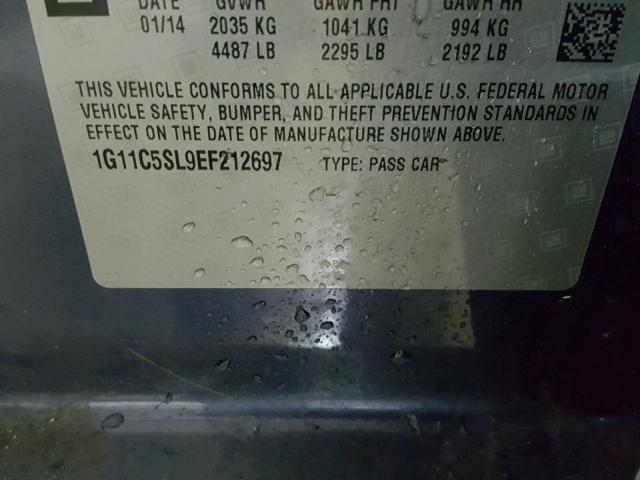 DATE GVWR GAWR FRT GAWR RR
01/14 2035 KG 1041 KG 994 KG
4487 LB 2295 LB 2192 LB
THIS VEHICLE CONFORMS TO ALL APPLICABLE U.S. FEDERAL MOTOR
VEHICLE SAFETY, BUMPER, AND THEFT PREVENTION STANDARDS IN
EFFECT ON THE DATE OF MANUFACTURE SHOWN ABOVE.
1G11C5SL9EF212697 TYPE: PASS CAR